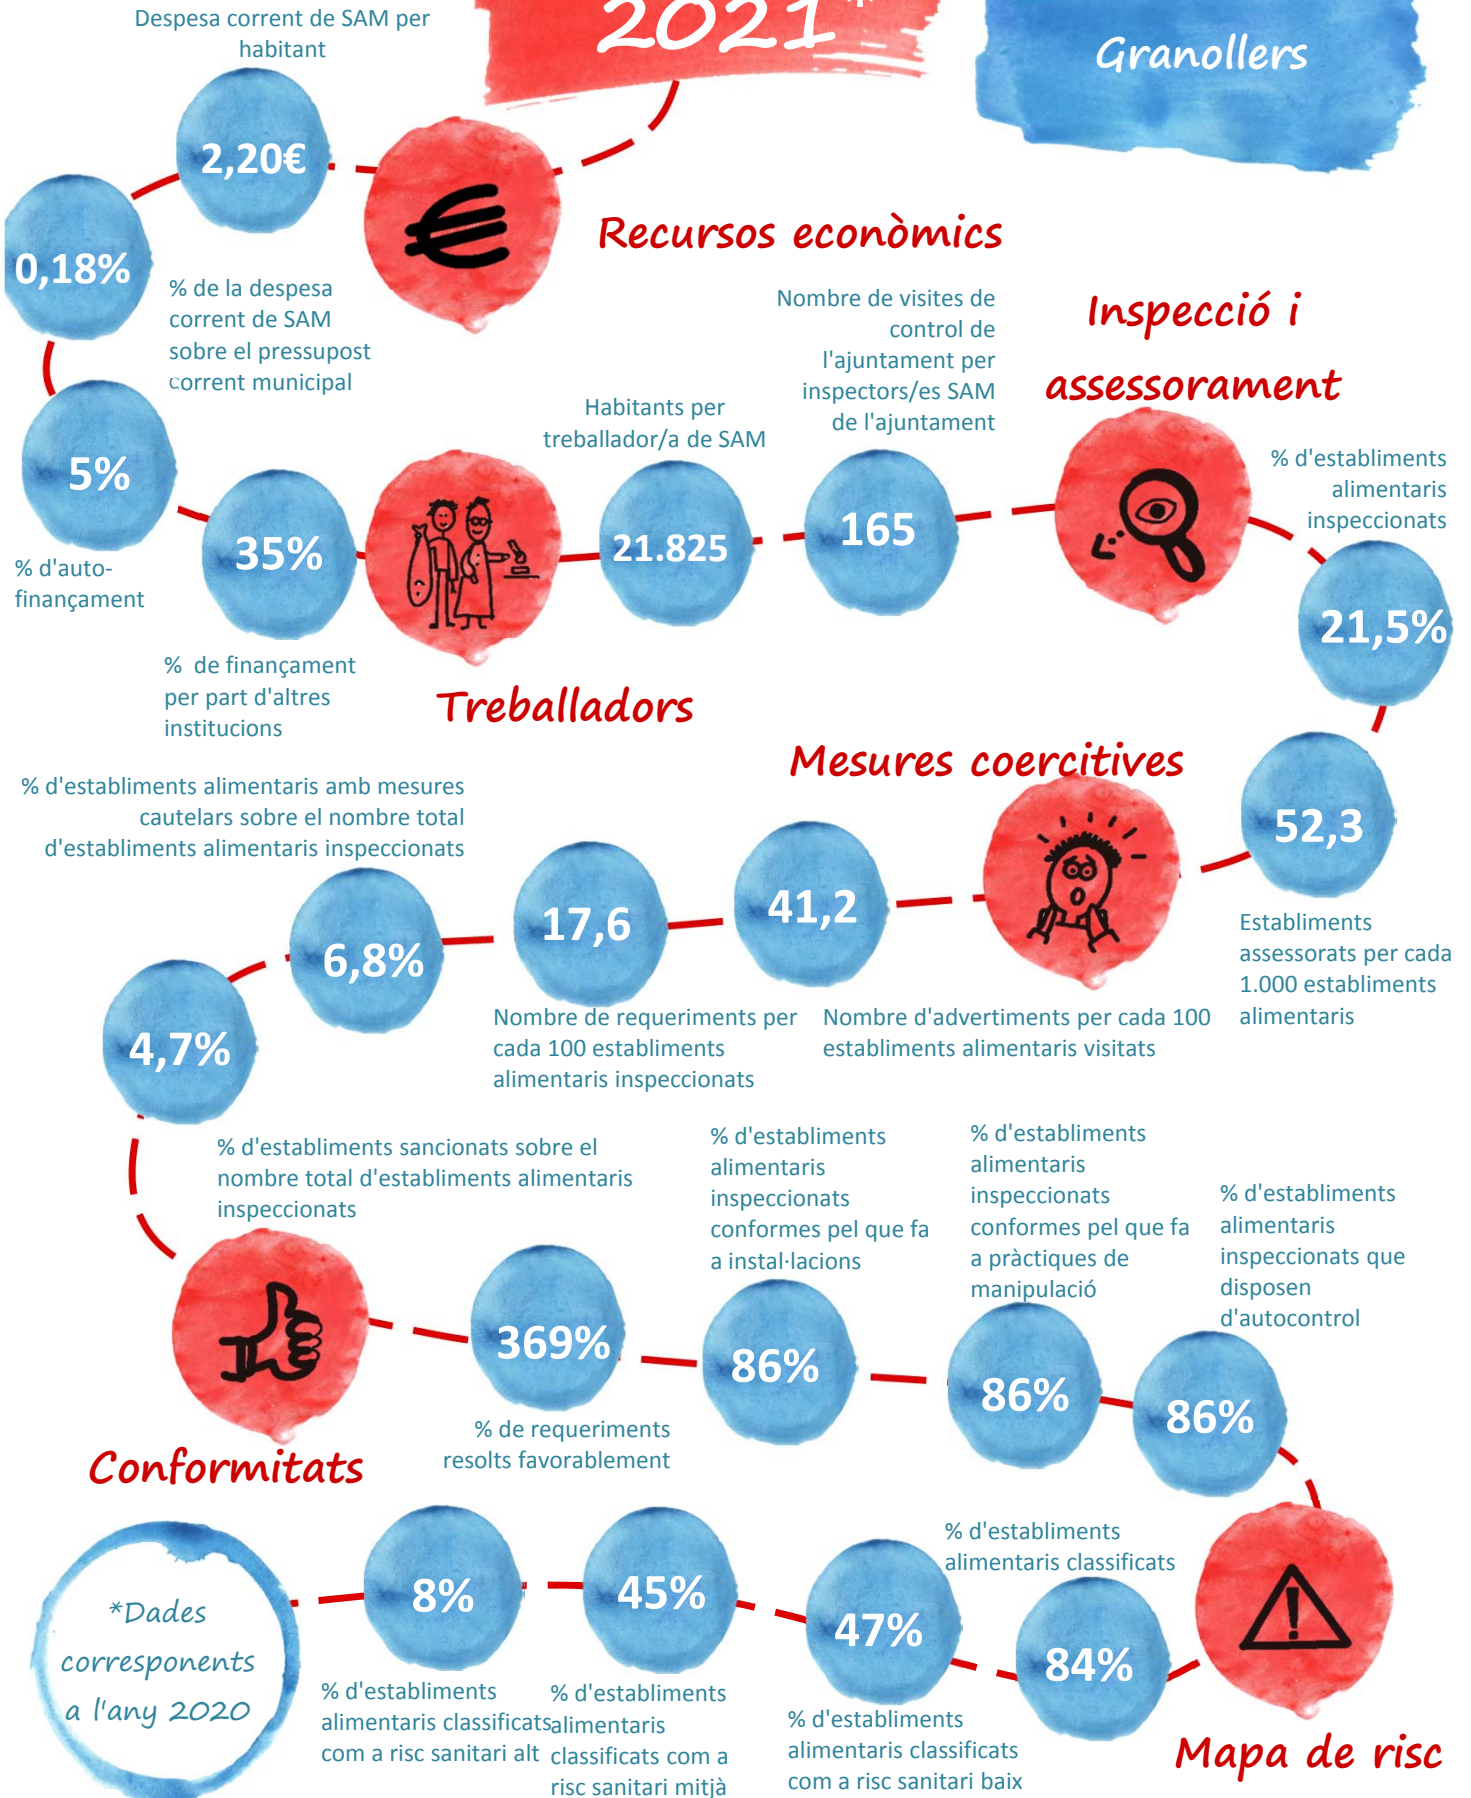 2021*
Granollers
Despesa corrent de SAM per
habitant
2,20€
0,18%
% de la despesa
corrent de SAM
sobre el pressupost
corrent municipal
Recursos econòmics
5%
% d'auto-
finançament
35%
% de finançament
per part d'altres
institucions
Treballadors
Habitants per
treballador/a de SAM
21.825
Nombre de visites de
control de
l'ajuntament per
inspectors/es SAM
de l'ajuntament
165
Inspecció i
assessorament
% d'establiments
alimentaris
inspeccionats
21,5%
52,3
Establiments
assessorats per cada
1.000 establiments
alimentaris
Mesures coercitives
41,2
Nombre d'advertiments per cada 100
establiments alimentaris visitats
17,6
Nombre de requeriments per
cada 100 establiments
alimentaris inspeccionats
% d'establiments alimentaris amb mesures
cautelars sobre el nombre total
d'establiments alimentaris inspeccionats
6,8%
4,7%
% d'establiments sancionats sobre el
nombre total d'establiments alimentaris
inspeccionats
Conformitats
369%
% de requeriments
resolts favorablement
% d'establiments
alimentaris
inspeccionats
conformes pel que fa
a instal·lacions
86%
% d'establiments
alimentaris
inspeccionats
conformes pel que fa
a pràctiques de
manipulació
86%
% d'establiments
alimentaris
inspeccionats que
disposen
d'autocontrol
86%
Mapa de risc
% d'establiments
alimentaris classificats
84%
47%
% d'establiments
alimentaris classificats
com a risc sanitari baix
45%
% d'establiments
alimentaris
classificats com a
risc sanitari mitjà
8%
% d'establiments
alimentaris classificats
com a risc sanitari alt
*Dades
corresponents
a l'any 2020